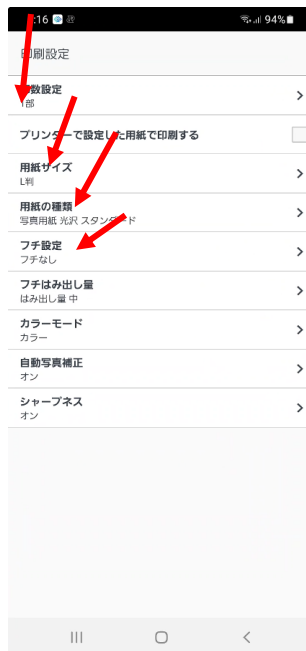 :16 94%
印刷設定
数設定
1部
プリンターで設定した用紙で印刷する
用紙サイズ
L判
用紙の種類
写真用紙 光沢 スタンダード
フチ設定
フチなし
フチはみ出し量
はみ出し量 中
カラーモード
カラー
自動写真補正
オン
シャープネス
オン